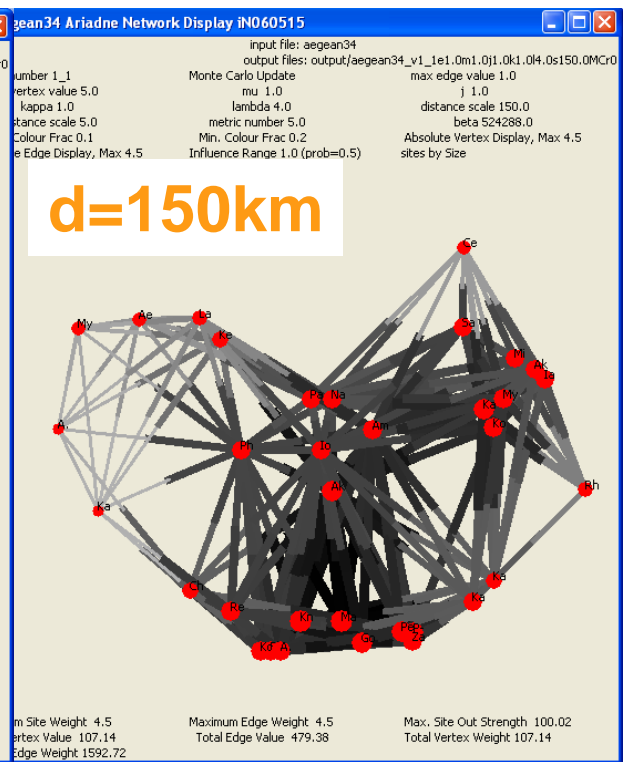 gean34 Ariadne Network Display iN060515
input file: aegean34
output files: output/aegean34_v1_1e1.0m1.0j1.0k1.0l4.0s150.0MCr0
umber 1_1 Monte Carlo Update max edge value 1.0
ertex value 5.0 mu 1.0 j 1.0
kappa 1.0 lambda 4.0 distance scale 150.0
stance scale 5.0 metric number 5.0 beta 524288.0
Colour Frac 0.1 Min. Colour Frac 0.2 Absolute Vertex Display, Max 4.5
e Edge Display, Max 4.5 Influence Range 1.0 (prob=0.5) sites by Size
d=150km
Ce
My Ae La Ke Sa
Mi Ak Ia
Pa Na Ka My
A Ph Io Am Ko
Ak Rh
Ka
Ch Ka
Re Kh Ma Ka
Go Pe Za
m Site Weight 4.5 Maximum Edge Weight 4.5 Max. Site Out Strength 100.02
ertex Value 107.14 Total Edge Value 479.38 Total Vertex Weight 107.14
Edge Weight 1592.72